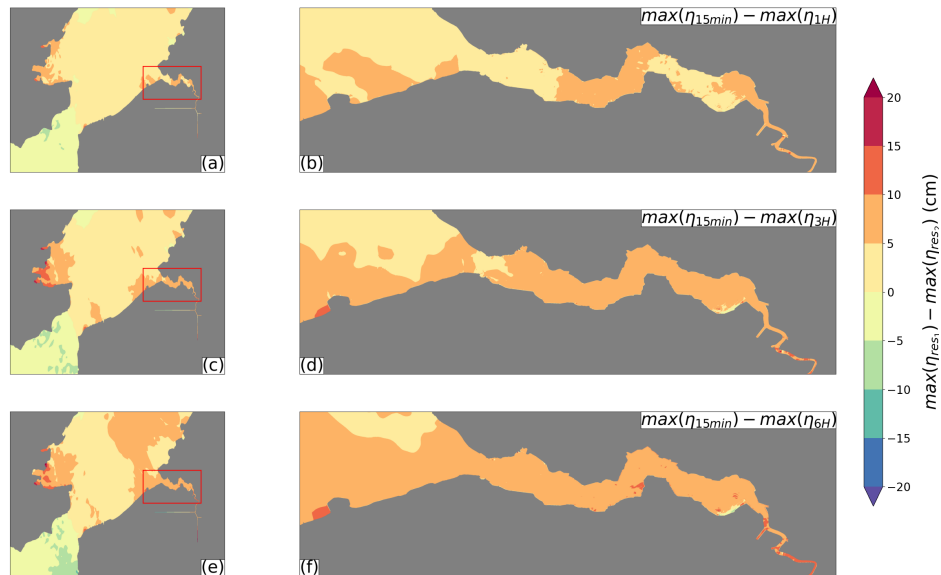 max(η15min) − max(η1H)
(a)
(b)
max(η15min) − max(η3H)
(c)
(d)
max(η15min) − max(η6H)
(e)
(f)
20
15
10
5
0
−5
−10
−15
−20
max(ηres1) − max(ηres2) (cm)